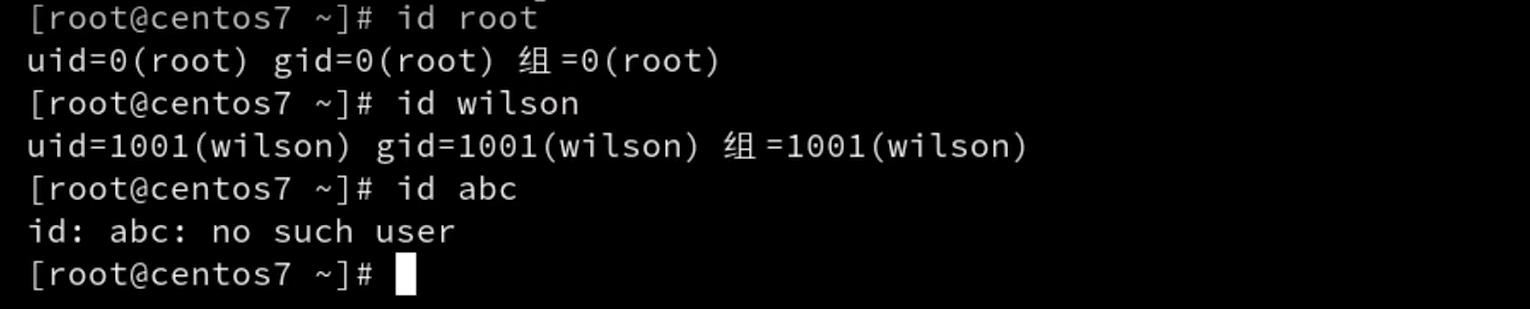 [root@centos7 ~]# id root
uid=0(root) gid=0(root) 组=0(root)
[root@centos7 ~]# id wilson
uid=1001(wilson) gid=1001(wilson) 组=1001(wilson)
[root@centos7 ~]# id abc
id: abc: no such user
[root@centos7 ~]#